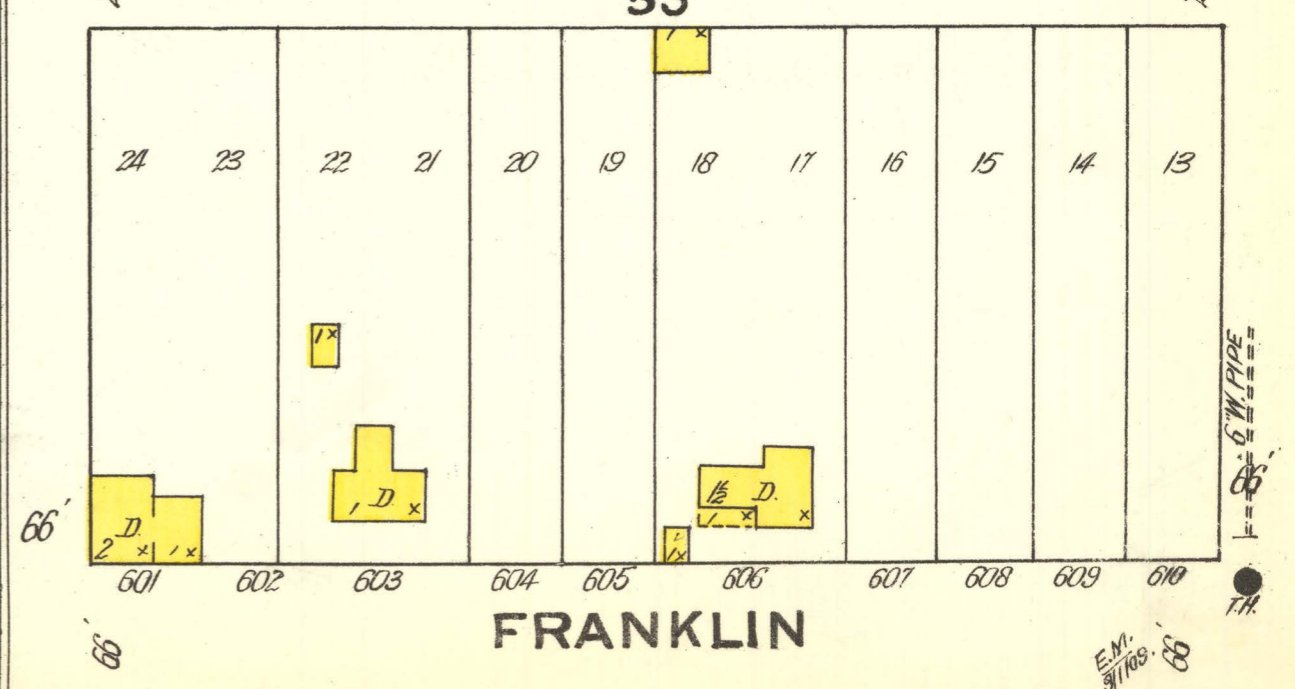 24 23 22 21 20 19 18 17 16 15 14 13
1 x
6" W. PIPE
66'
1 D. x
1½ D. x
1 x
66'
D.
2 x 1 x
1 x
601 602 603 604 605 606 607 608 609 610
T.H.
FRANKLIN
66'
E.M.
66'